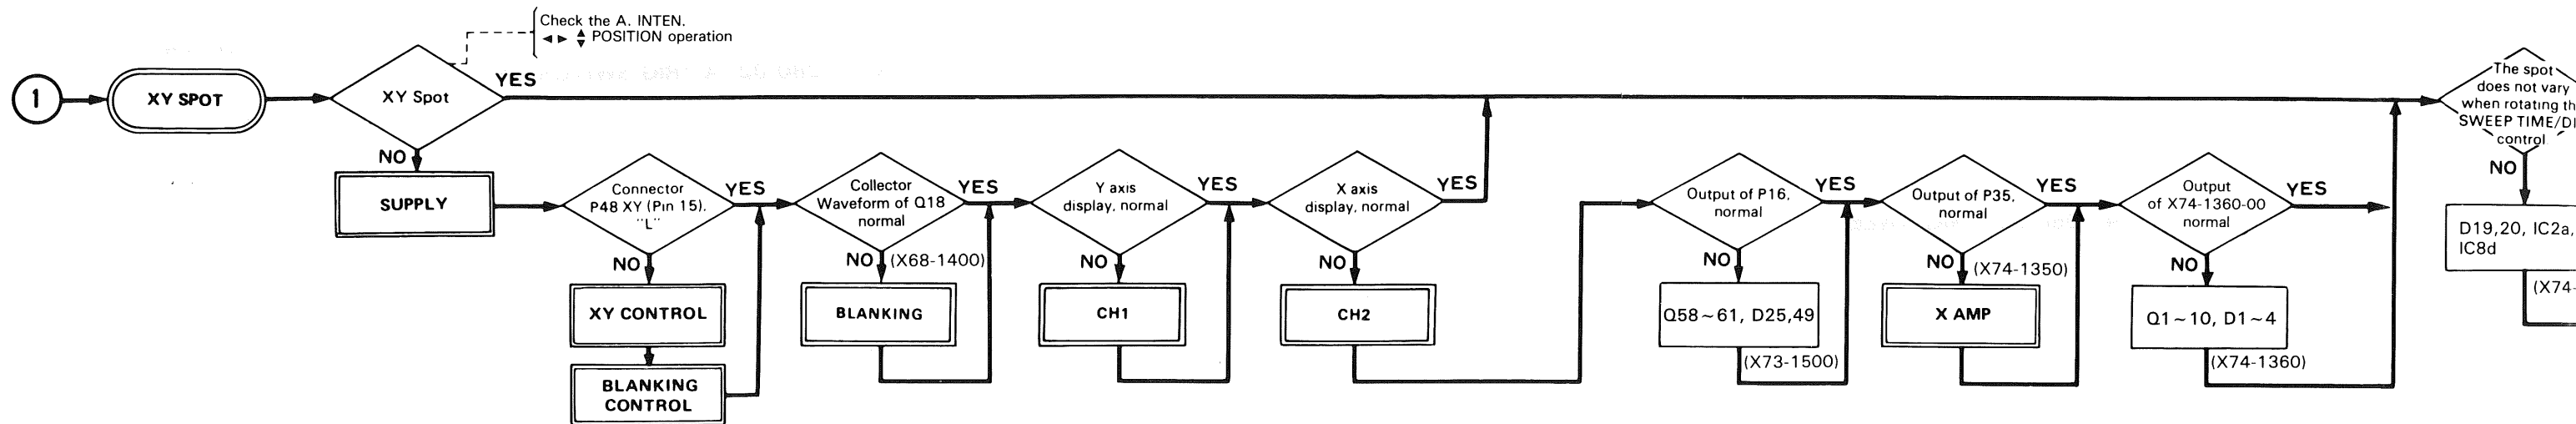 Check the A. INTEN.
◄ ► ▲▼ POSITION operation
1
XY SPOT
XY Spot
YES
NO
SUPPLY
Connector
P48 XY (Pin 15).
"L"
YES
NO
XY CONTROL
BLANKING
CONTROL
Collector
Waveform of Q18
normal
YES
NO
(X68-1400)
BLANKING
Y axis
display, normal
YES
NO
CH1
X axis
display, normal
YES
NO
CH2
Output of P16,
normal
YES
NO
Q58~61, D25,49
(X73-1500)
Output of P35,
normal
YES
NO
(X74-1350)
X AMP
Output
of X74-1360-00
normal
YES
NO
Q1~10, D1~4
(X74-1360)
The spot
does not vary
when rotating th
SWEEP TIME/DI
control
NO
D19,20, IC2a,
IC8d
(X74-